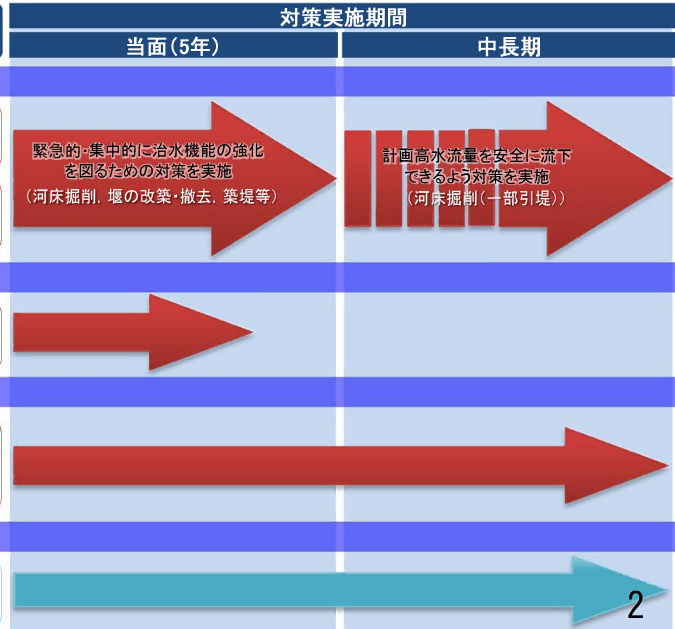 対策実施期間
当面（5年）
中長期
緊急的・集中的に治水機能の強化
を図るための対策を実施
（河床掘削，堰の改築・撤去，築堤等）
計画高水流量を安全に流下
できるよう対策を実施
（河床掘削（一部引堤））
2